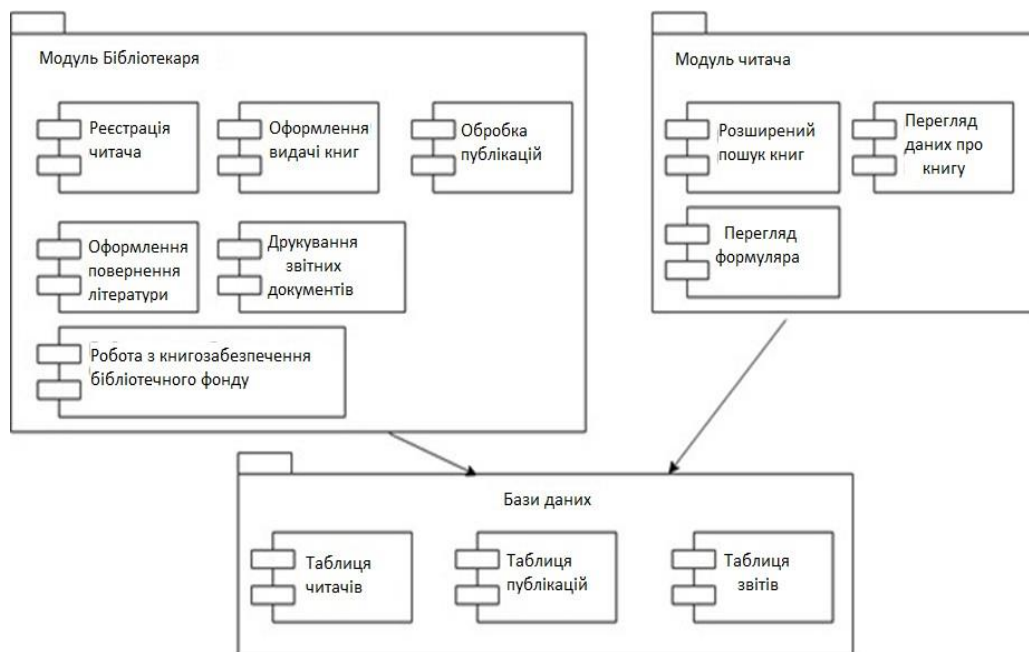 Модуль Бібліотекаря
Реєстрація
читача
Оформлення
видачі книг
Обробка
публікацій
Оформлення
повернення
літератури
Друкування
звітних
документів
Робота з книгозабезпечення
бібліотечного фонду
Модуль читача
Розширений
пошук книг
Перегляд
даних про
книгу
Перегляд
формуляра
Бази даних
Таблиця
читачів
Таблиця
публікацій
Таблиця
звітів